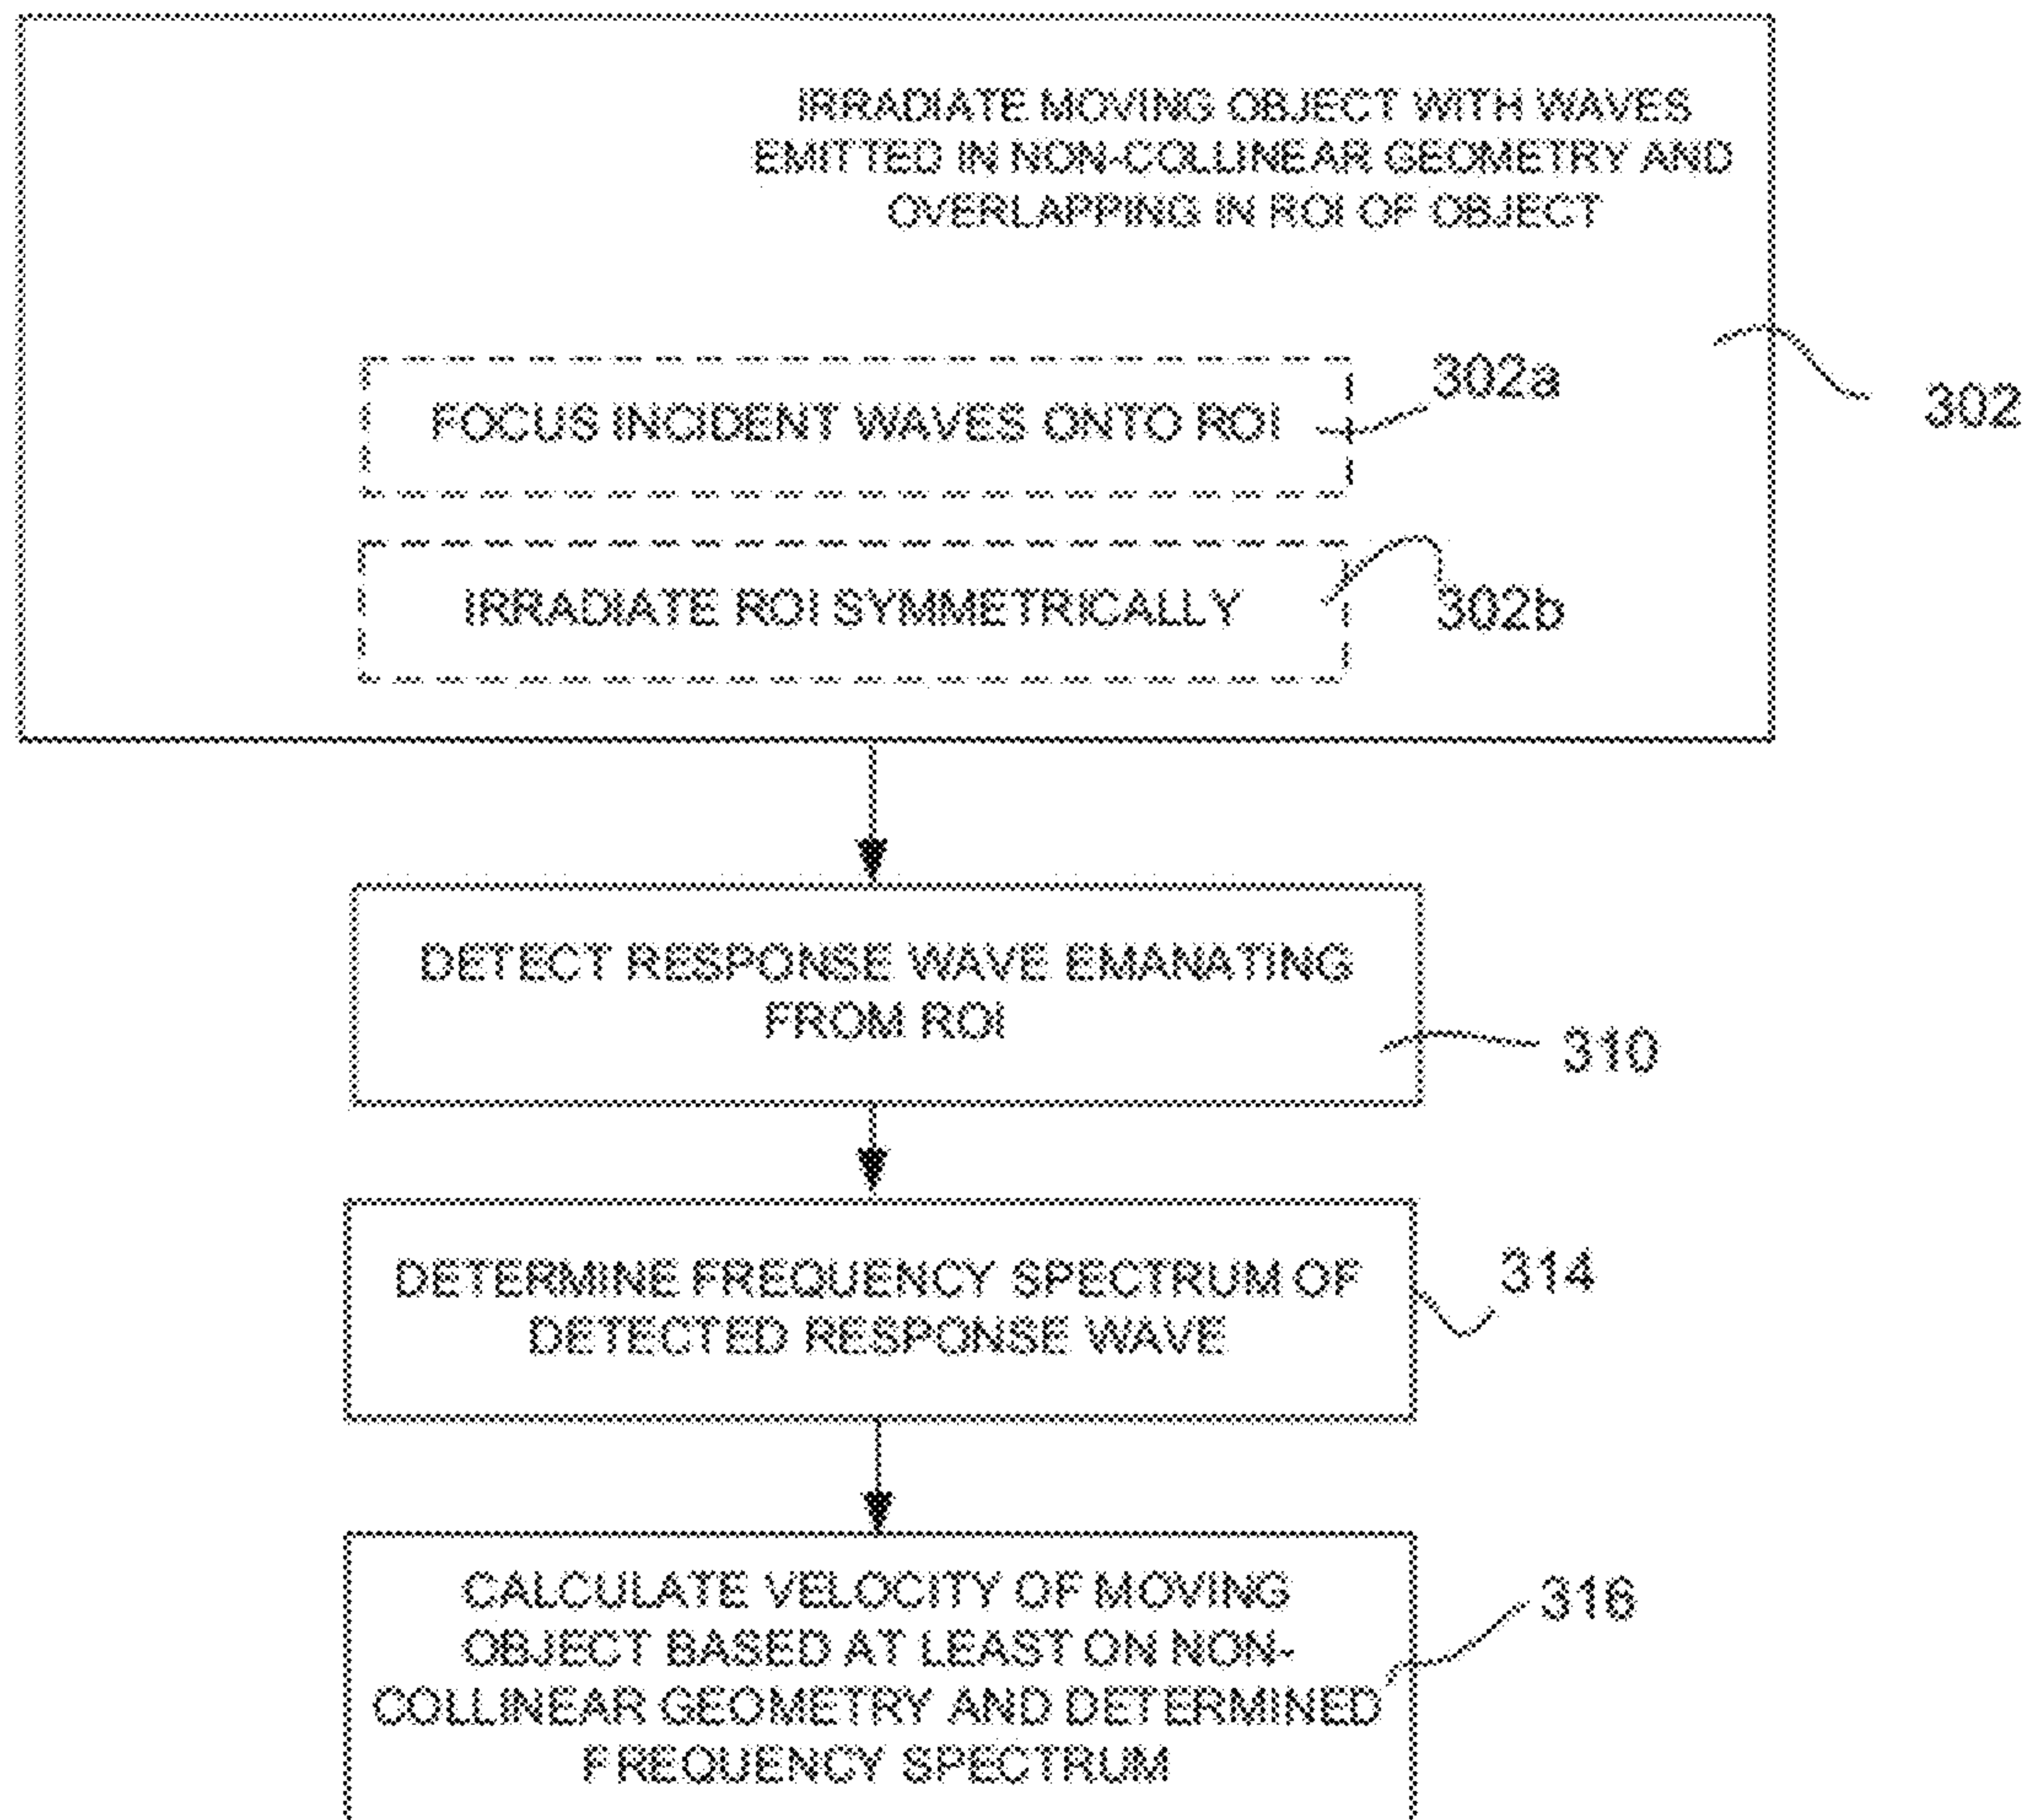 IRRADIATE MOVING OBJECT WITH WAVES
EMITTED IN NON-COLLINEAR GEOMETRY AND
OVERLAPPING IN ROI OF OBJECT
302a
FOCUS INCIDENT WAVES ONTO ROI
302
IRRADIATE ROI SYMMETRICALLY
302b
DETECT RESPONSE WAVE EMANATING
FROM ROI
310
DETERMINE FREQUENCY SPECTRUM OF
314
DETECTED RESPONSE WAVE
CALCULATE VELOCITY OF MOVING
316
OBJECT BASED AT LEAST ON NON-
COLLINEAR GEOMETRY AND DETERMINED
FREQUENCY SPECTRUM